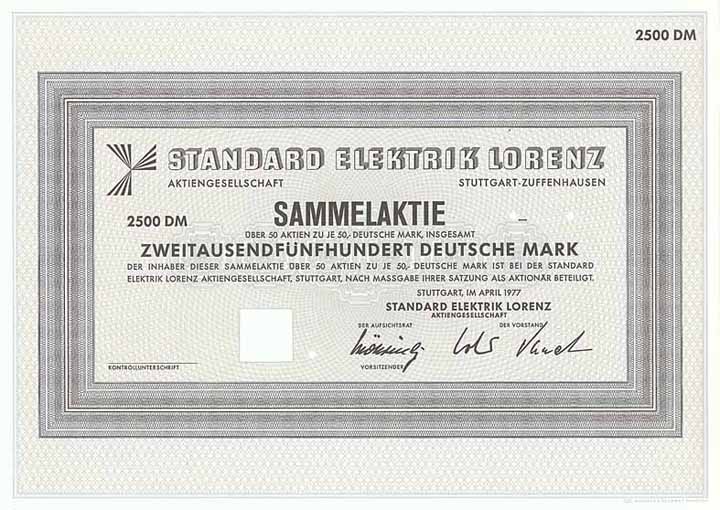 2500 DM
STANDARD ELEKTRIK LORENZ
AKTIENGESELLSCHAFT STUTTGART-ZUFFENHAUSEN
2500 DM SAMMELAKTIE –
ÜBER 50 AKTIEN ZU JE 50,- DEUTSCHE MARK, INSGESAMT
ZWEITAUSENDFÜNFHUNDERT DEUTSCHE MARK
DER INHABER DIESER SAMMELAKTIE ÜBER 50 AKTIEN ZU JE 50,- DEUTSCHE MARK IST BEI DER STANDARD
ELEKTRIK LORENZ AKTIENGESELLSCHAFT, STUTTGART, NACH MASSGABE IHRER SATZUNG ALS AKTIONÄR BETEILIGT.
STUTTGART, IM APRIL 1977
STANDARD ELEKTRIK LORENZ
AKTIENGESELLSCHAFT
DER AUFSICHTSRAT DER VORSTAND
VORSITZENDER
KONTROLLUNTERSCHRIFT